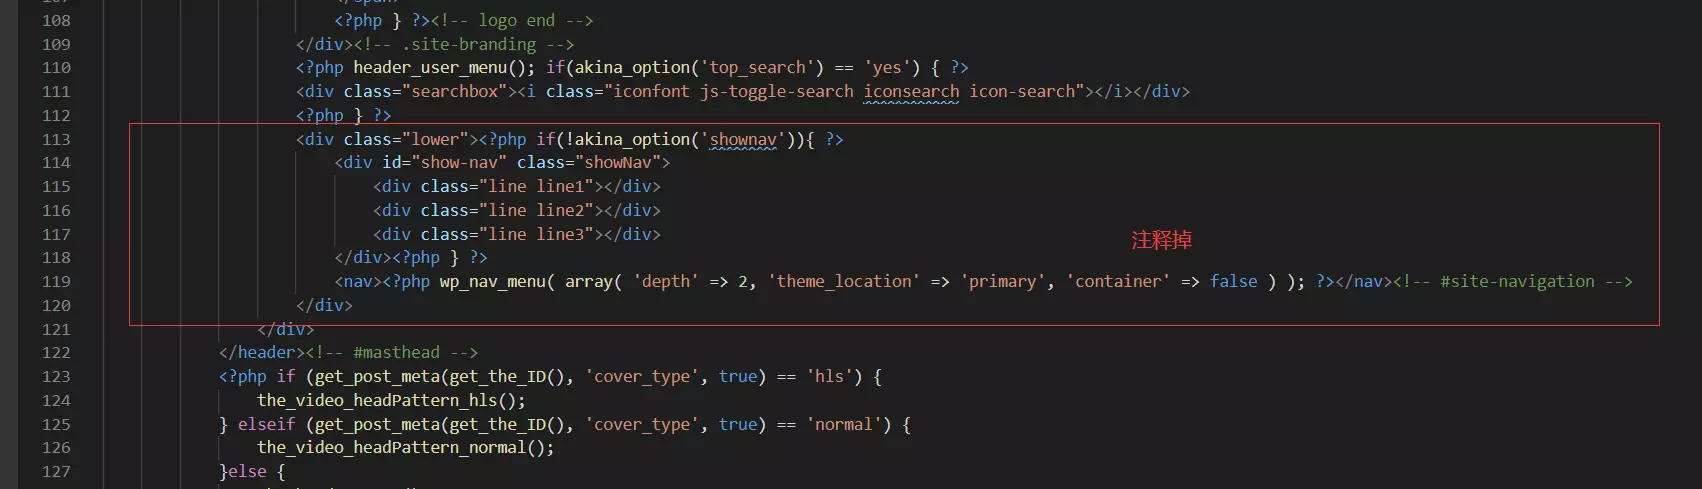 108 <?php } ?><!-- logo end -->
109 </div><!-- .site-branding -->
110 <?php header_user_menu(); if(akina_option('top_search') == 'yes') { ?>
111 <div class="searchbox"><i class="iconfont js-toggle-search iconsearch icon-search"></i></div>
112 <?php } ?>
113 <div class="lower"><?php if(!akina_option('shownav')){ ?>
114 <div id="show-nav" class="showNav">
115 <div class="line line1"></div>
116 <div class="line line2"></div>
117 <div class="line line3"></div>
注释掉
118 </div><?php } ?>
119 <nav><?php wp_nav_menu( array( 'depth' => 2, 'theme_location' => 'primary', 'container' => false ) ); ?></nav><!-- #site-navigation -->
120 </div>
121 </div>
122 </header><!-- #masthead -->
123 <?php if (get_post_meta(get_the_ID(), 'cover_type', true) == 'hls') {
124 the_video_headPattern_hls();
125 } elseif (get_post_meta(get_the_ID(), 'cover_type', true) == 'normal') {
126 the_video_headPattern_normal();
127 }else {